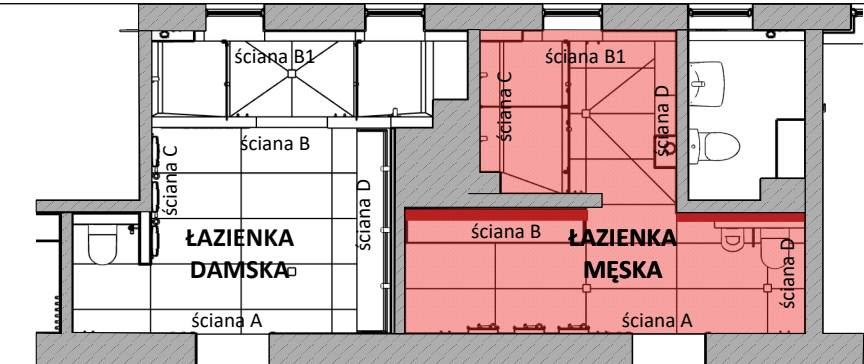 ściana B1
ściana B
ściana C
ściana D
ŁAZIENKA
DAMSKA
ściana A
ściana B1
ściana C
ściana D
ściana B
ŁAZIENKA
MĘSKA
ściana D
ściana A